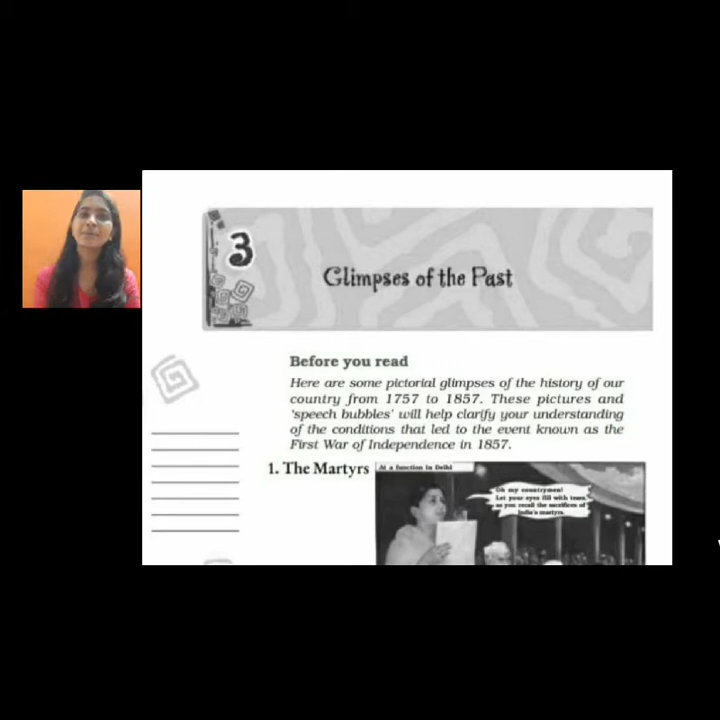 3
Glimpses of the Past
Before you read
Here are some pictorial glimpses of the history of our
country from 1757 to 1857. These pictures and
'speech bubbles' will help clarify your understanding
of the conditions that led to the event known as the
First War of Independence in 1857.
1. The Martyrs
At a function in Delhi
Oh my countrymen!
Let your eyes fill with tears,
as you recall the sacrifices of
India's martyrs.